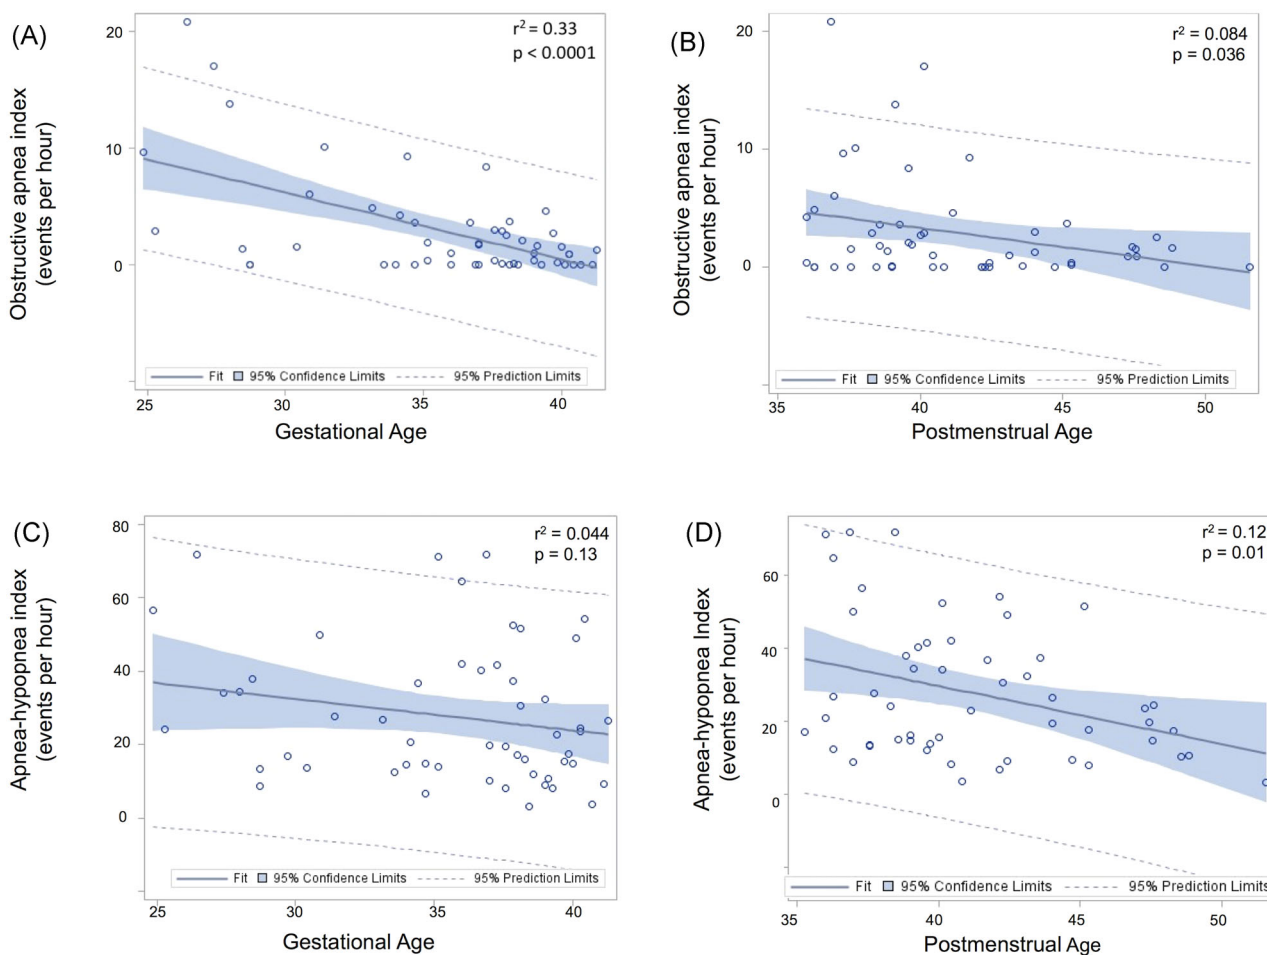 (A)
r² = 0.33
p < 0.0001
Obstructive apnea index
(events per hour)
20
10
0
Fit 95% Confidence Limits 95% Prediction Limits
25 30 35 40
Gestational Age
(B)
r² = 0.084
p = 0.036
Obstructive apnea index
(events per hour)
20
10
0
Fit 95% Confidence Limits 95% Prediction Limits
35 40 45 50
Postmenstrual Age
(C)
r² = 0.044
p = 0.13
Apnea-hypopnea index
(events per hour)
80
60
40
20
0
Fit 95% Confidence Limits 95% Prediction Limits
25 30 35 40
Gestational Age
(D)
r² = 0.12
p = 0.01
Apnea-hypopnea Index
(events per hour)
60
40
20
0
Fit 95% Confidence Limits 95% Prediction Limits
35 40 45 50
Postmenstrual Age